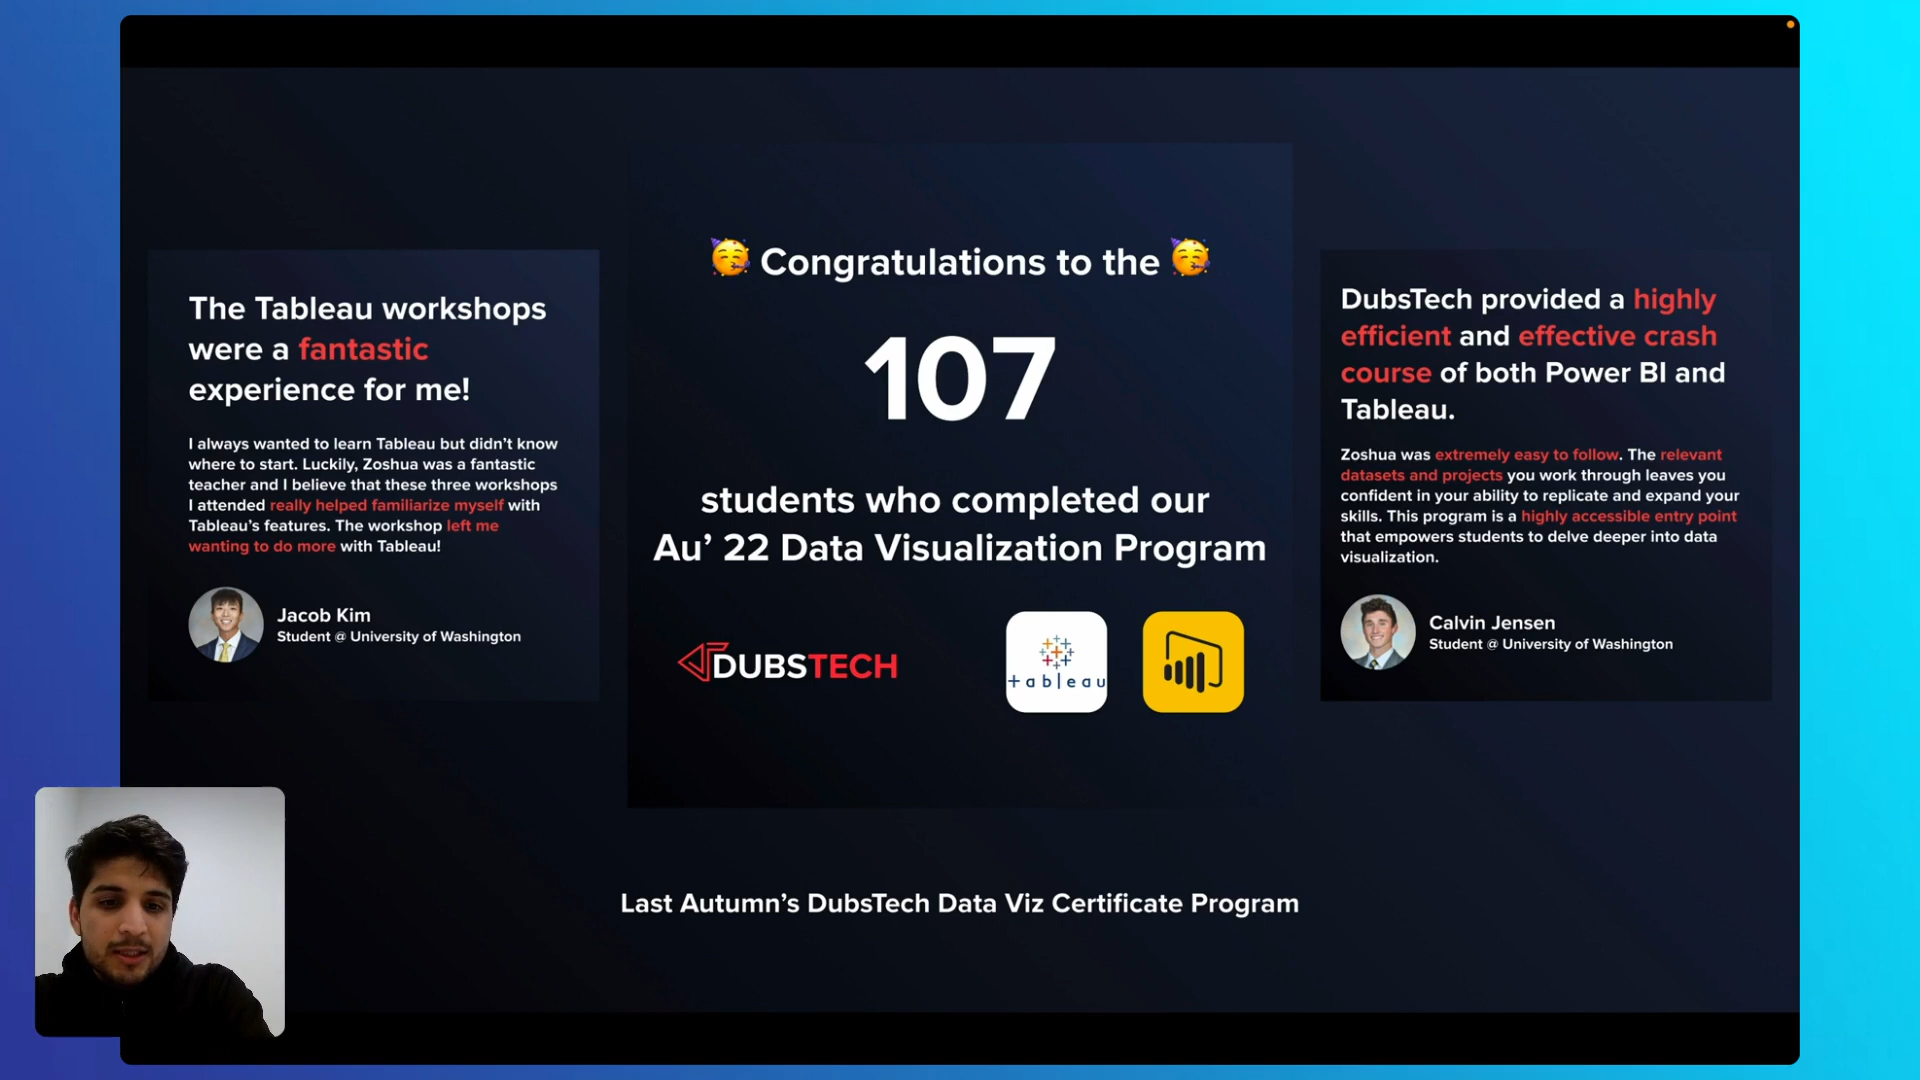 The Tableau workshops
were a fantastic
experience for me!
I always wanted to learn Tableau but didn’t know
where to start. Luckily, Zoshua was a fantastic
teacher and I believe that these three workshops
I attended really helped familiarize myself with
Tableau’s features. The workshop left me
wanting to do more with Tableau!
Jacob Kim
Student @ University of Washington
Congratulations to the
107
students who completed our
Au’ 22 Data Visualization Program
DUBSTECH
+ableau
DubsTech provided a highly
efficient and effective crash
course of both Power BI and
Tableau.
Zoshua was extremely easy to follow. The relevant
datasets and projects you work through leaves you
confident in your ability to replicate and expand your
skills. This program is a highly accessible entry point
that empowers students to delve deeper into data
visualization.
Calvin Jensen
Student @ University of Washington
Last Autumn’s DubsTech Data Viz Certificate Program